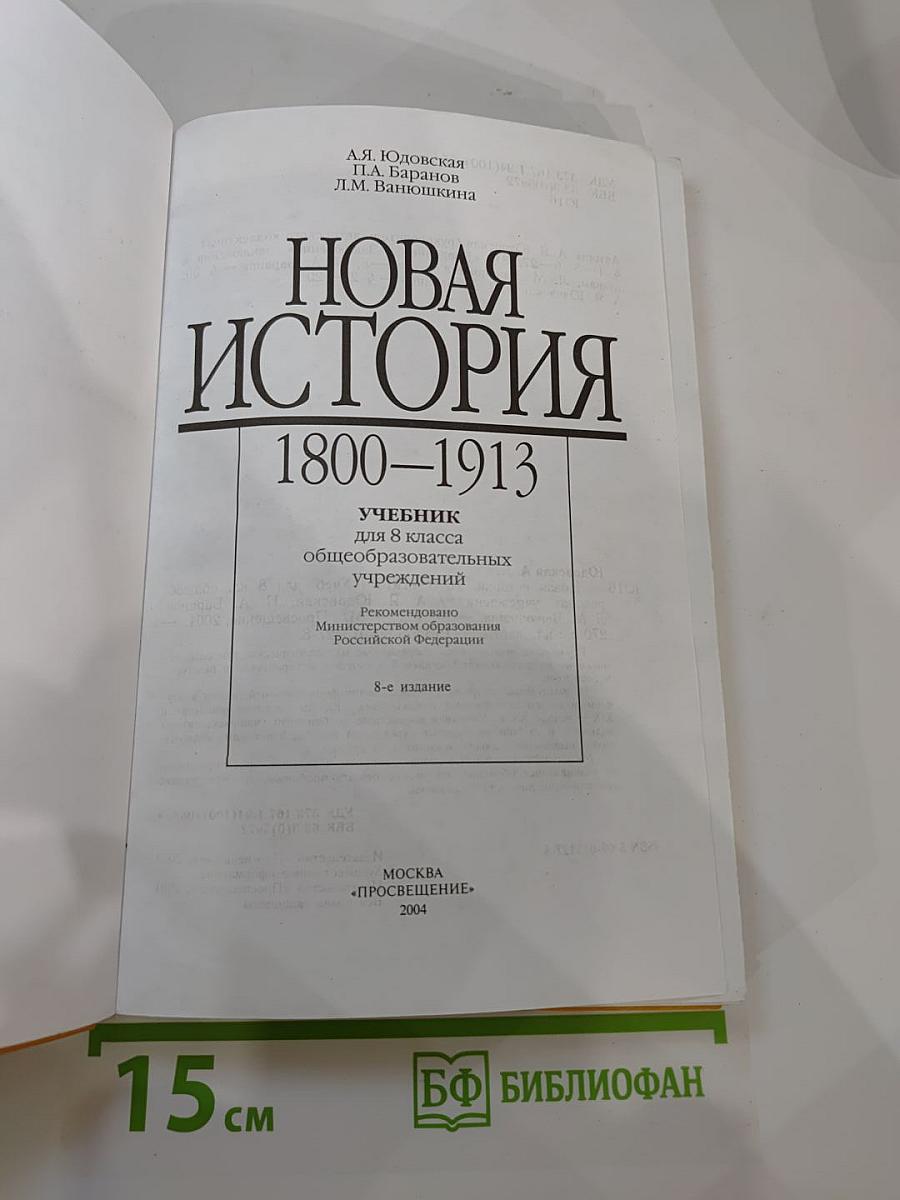 А.Я. Юдовская
П.А. Баранов
Л.М. Ванюшкина
НОВАЯ
ИСТОРИЯ
1800—1913
УЧЕБНИК
для 8 класса
общеобразовательных
учреждений
Рекомендовано
Министерством образования
Российской Федерации
8-е издание
МОСКВА
«ПРОСВЕЩЕНИЕ»
2004
15 см
БФ БИБЛИОФАН